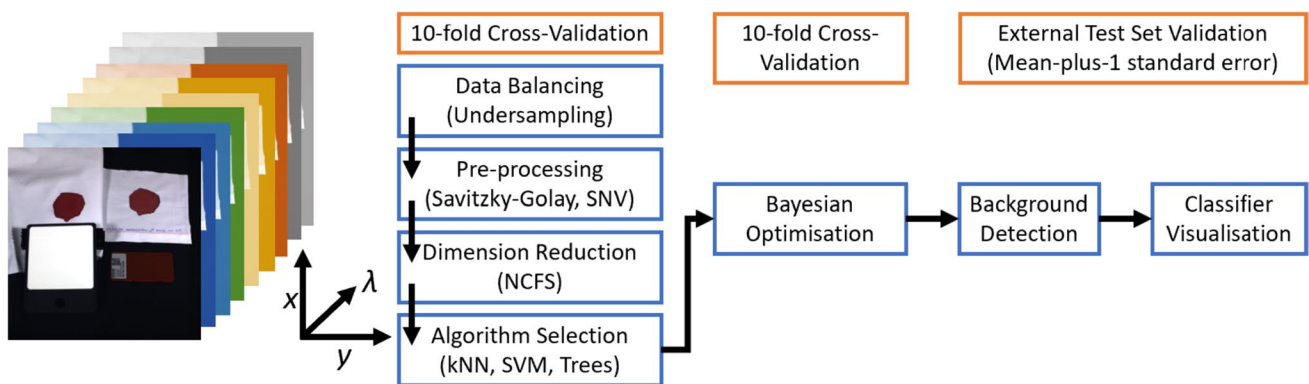 10-fold Cross-Validation
Data Balancing
(Undersampling)
Pre-processing
(Savitzky-Golay, SNV)
Dimension Reduction
(NCFS)
Algorithm Selection
(kNN, SVM, Trees)
x
λ
y
10-fold Cross-
Validation
Bayesian
Optimisation
External Test Set Validation
(Mean-plus-1 standard error)
Background
Detection
Classifier
Visualisation